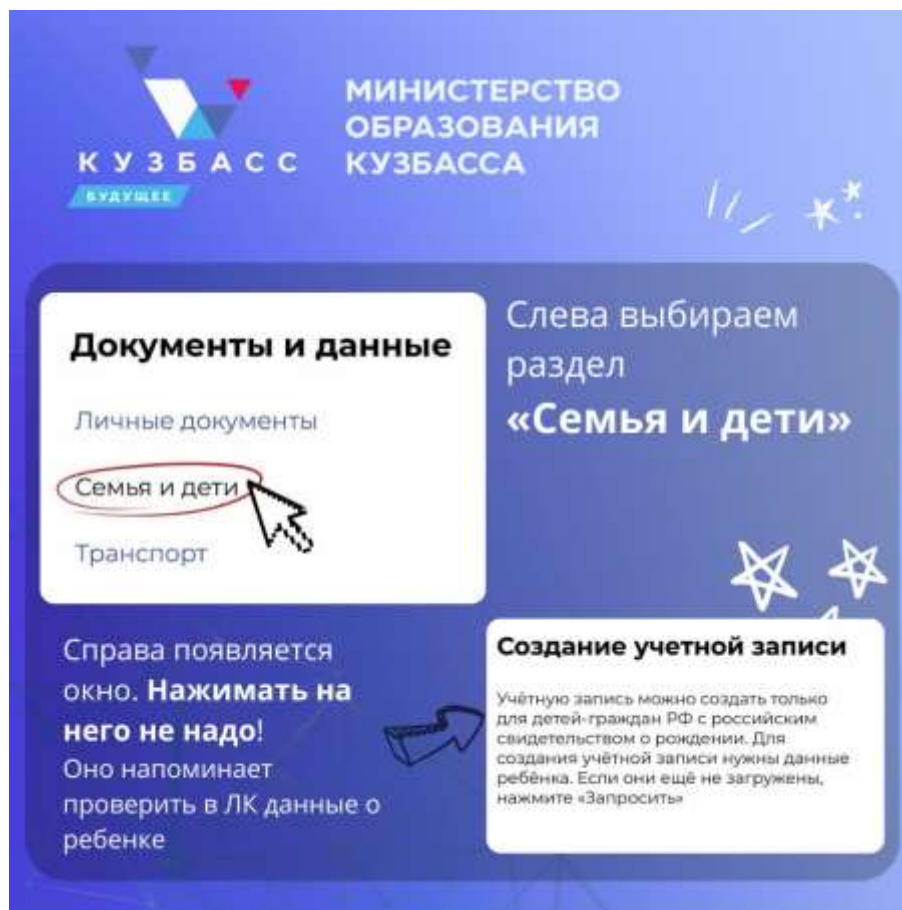 КУЗБАСС
БУДУЩЕЕ
МИНИСТЕРСТВО
ОБРАЗОВАНИЯ
КУЗБАССА
Документы и данные
Личные документы
Семья и дети
Транспорт
Слева выбираем
раздел
«Семья и дети»
Справа появляется
окно. Нажимать на
него не надо!
Оно напоминает
проверить в ЛК данные о
ребенке
Создание учетной записи
Учётную запись можно создать только
для детей-граждан РФ с российским
свидетельством о рождении. Для
создания учётной записи нужны данные
ребёнка. Если они ещё не загружены,
нажмите «Запросить»